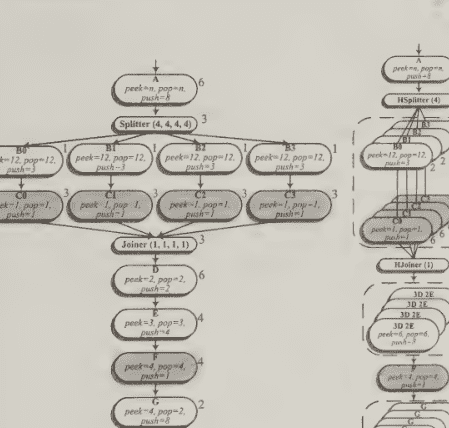 A
peek=n, pop=n,
push=8
6
Splitter (4, 4, 4, 4)
3
B0
peek=12, pop=12,
push=3
1
B1
peek=12, pop=12,
push=3
1
B2
peek=12, pop=12,
push=3
1
B3
peek=12, pop=12,
push=3
1
C0
peek=1, pop=1,
push=1
3
C1
peek=1, pop=1,
push=1
3
C2
peek=1, pop=1,
push=1
3
C3
peek=1, pop=1,
push=1
3
Joiner (1, 1, 1, 1)
3
D
peek=2, pop=2,
push=2
6
E
peek=3, pop=3,
push=4
4
F
peek=4, pop=4,
push=1
4
G
peek=4, pop=2,
push=8
2
A
peek=n, pop=n,
push=8
HSplitter (4)
B3
B2
B1
B0
peek=12, pop=12,
push=3
2
2
C2
C1
C0
peek=1, pop=1,
push=1
6
6
HJoiner (1)
3D 2E
3D 2E
3D 2E
3D 2E
peek=6, pop=6,
F
peek=4, pop=4,
push=1
G
G